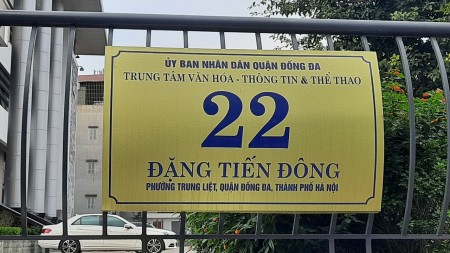 ỦY BAN NHÂN DÂN QUẬN ĐỐNG ĐA
TRUNG TÂM VĂN HÓA - THÔNG TIN & THỂ THAO
22
ĐẶNG TIẾN ĐÔNG
PHƯỜNG TRUNG LIỆT, QUẬN ĐỐNG ĐA, THÀNH PHỐ HÀ NỘI